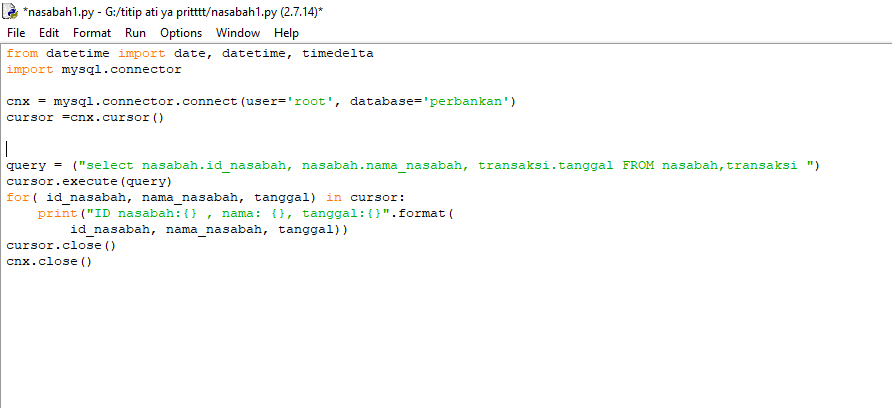 *nasabah1.py - G:/titip ati ya pritttt/nasabah1.py (2.7.14)*
File Edit Format Run Options Window Help
from datetime import date, datetime, timedelta
import mysql.connector
cnx = mysql.connector.connect(user='root', database='perbankan')
cursor =cnx.cursor()
query = ("select nasabah.id_nasabah, nasabah.nama_nasabah, transaksi.tanggal FROM nasabah,transaksi ")
cursor.execute(query)
for( id_nasabah, nama_nasabah, tanggal) in cursor:
    print("ID nasabah:{} , nama: {}, tanggal:{}".format(
        id_nasabah, nama_nasabah, tanggal))
cursor.close()
cnx.close()